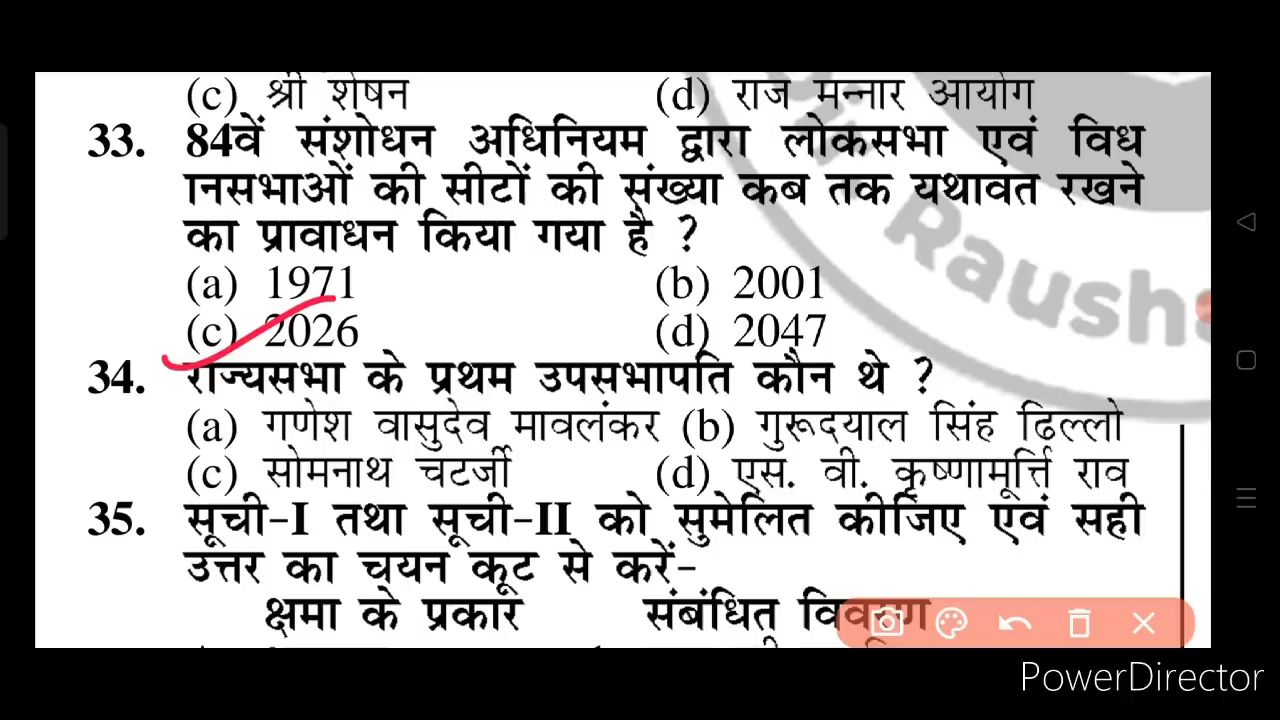 (c) श्री शेषन (d) राज मन्नार आयोग
33. 84वें संशोधन अधिनियम द्वारा लोकसभा एवं विध
ानसभाओं की सीटों की संख्या कब तक यथावत रखने
का प्रावाधन किया गया है ?
(a) 1971 (b) 2001
(c) 2026 (d) 2047
34. राज्यसभा के प्रथम उपसभापति कौन थे ?
(a) गणेश वासुदेव मावलंकर (b) गुरूदयाल सिंह ढिल्लो
(c) सोमनाथ चटर्जी (d) एस. वी. कृष्णामूर्त्ति राव
35. सूची-I तथा सूची-II को सुमेलित कीजिए एवं सही
उत्तर का चयन कूट से करें-
क्षमा के प्रकार संबंधित विवरण
Raush
PowerDirector